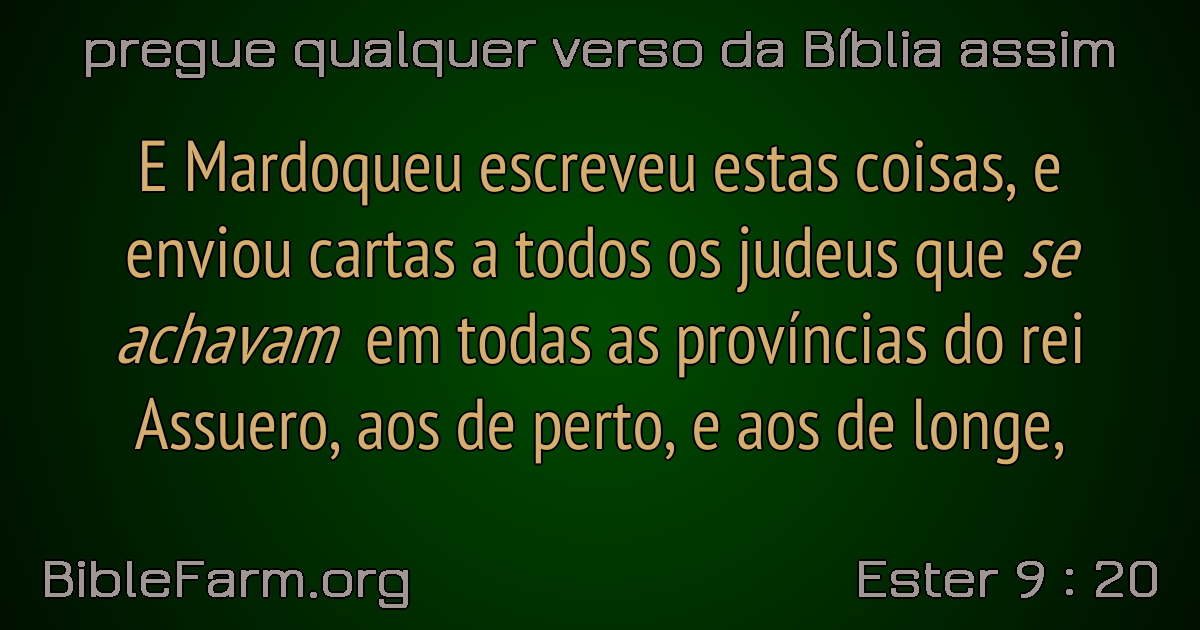 pregue qualquer verso da Bíblia assim
E Mardoqueu escreveu estas coisas, e
enviou cartas a todos os judeus que se
achavam em todas as províncias do rei
Assuero, aos de perto, e aos de longe,
BibleFarm.org
Ester 9 : 20